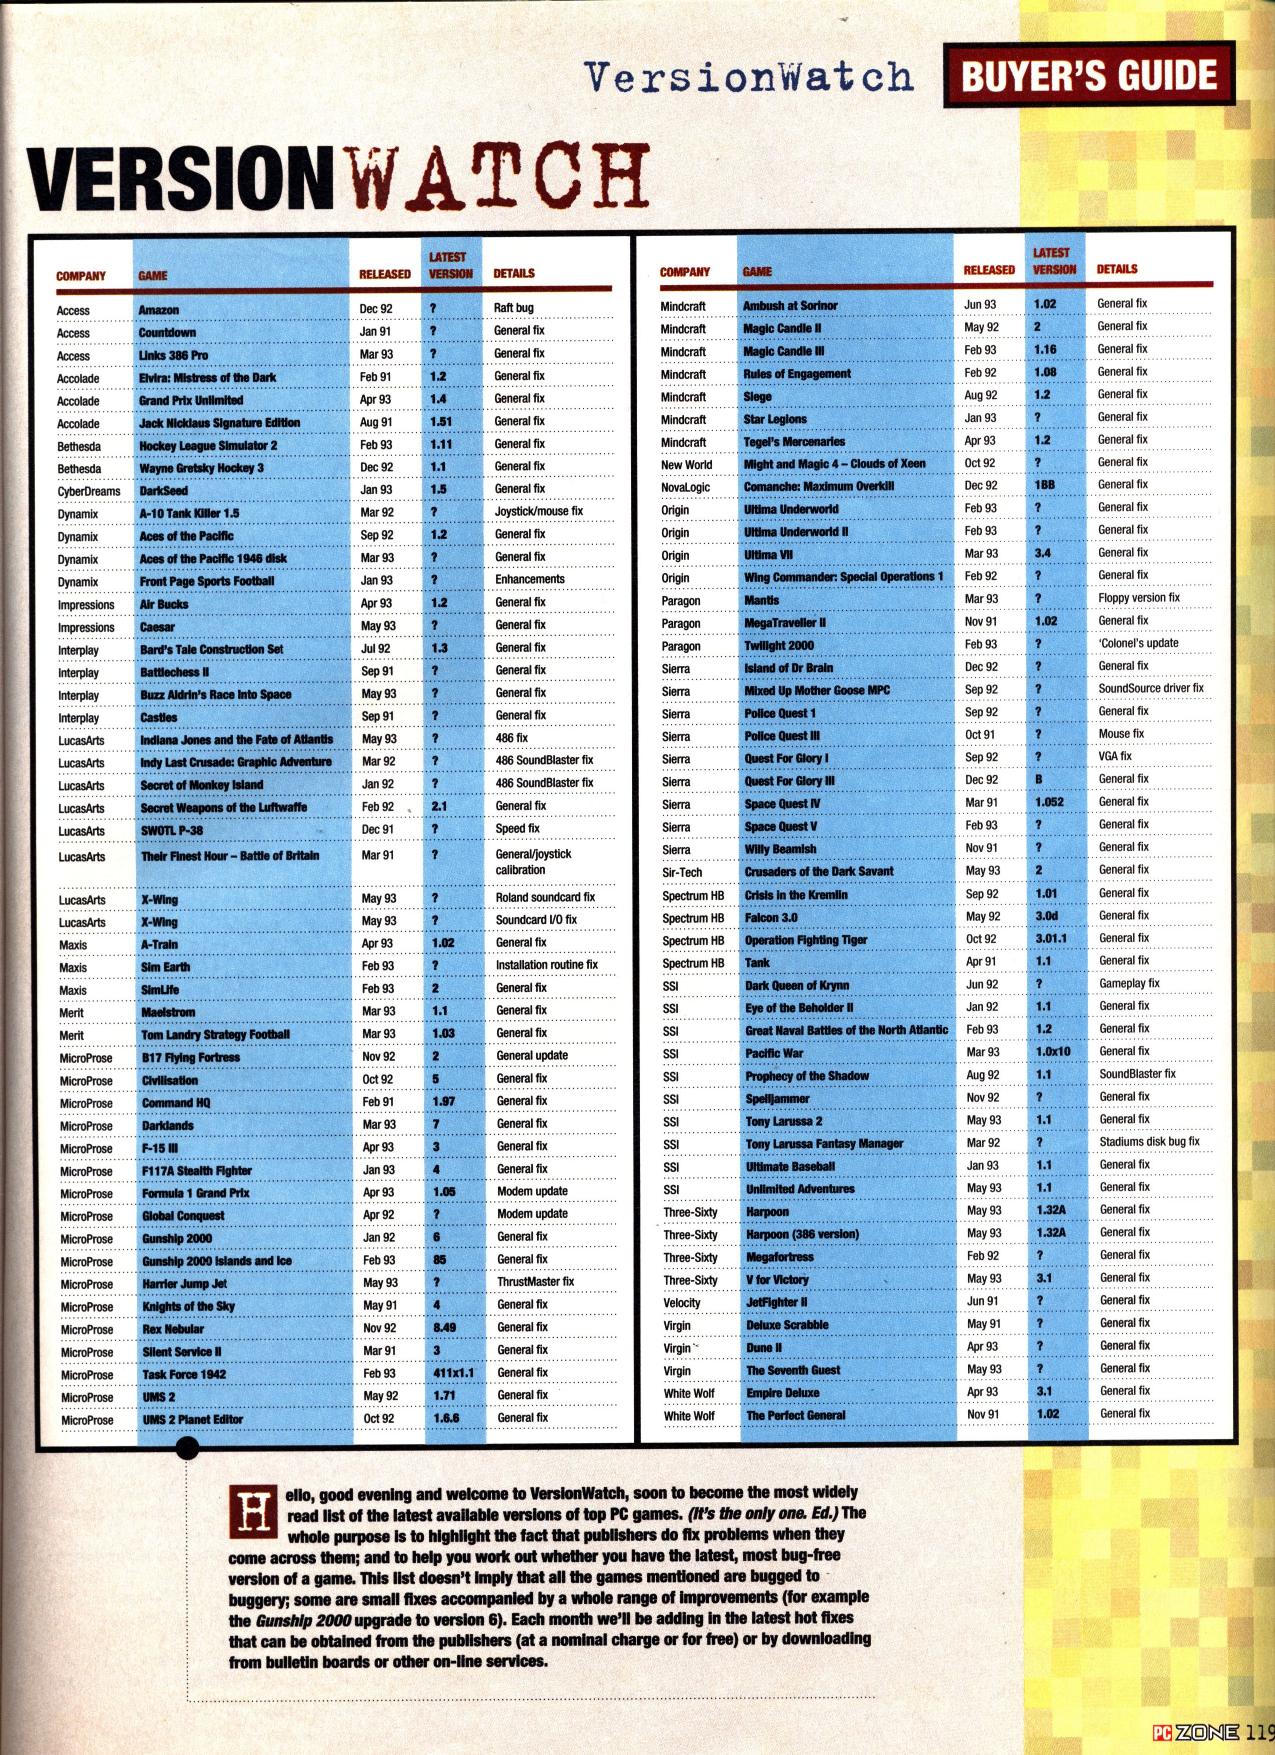 VersionWatch
BUYER'S GUIDE
VERSIONWATCH
COMPANY GAME RELEASED LATEST VERSION DETAILS
Access Amazon Dec 92 ? Raft bug
Access Countdown Jan 91 ? General fix
Access Links 386 Pro Mar 93 ? General fix
Accolade Elvira: Mistress of the Dark Feb 91 1.2 General fix
Accolade Grand Prix Unlimited Apr 93 1.4 General fix
Accolade Jack Nicklaus Signature Edition Aug 91 1.51 General fix
Bethesda Hockey League Simulator 2 Feb 93 1.11 General fix
Bethesda Wayne Gretsky Hockey 3 Dec 92 1.1 General fix
CyberDreams DarkSeed Jan 93 1.5 General fix
Dynamix A-10 Tank Killer 1.5 Mar 92 ? Joystick/mouse fix
Dynamix Aces of the Pacific Sep 92 1.2 General fix
Dynamix Aces of the Pacific 1946 disk Mar 93 ? General fix
Dynamix Front Page Sports Football Jan 93 ? Enhancements
Impressions Air Bucks Apr 93 1.2 General fix
Impressions Caesar May 93 ? General fix
Interplay Bard's Tale Construction Set Jul 92 1.3 General fix
Interplay Battlechess II Sep 91 ? General fix
Interplay Buzz Aldrin's Race Into Space May 93 ? General fix
Interplay Castles Sep 91 ? General fix
LucasArts Indiana Jones and the Fate of Atlantis May 93 ? 486 fix
LucasArts Indy Last Crusade: Graphic Adventure Mar 92 ? 486 SoundBlaster fix
LucasArts Secret of Monkey Island Jan 92 ? 486 SoundBlaster fix
LucasArts Secret Weapons of the Luftwaffe Feb 92 2.1 General fix
LucasArts SWOTL P-38 Dec 91 ? Speed fix
LucasArts Their Finest Hour – Battle of Britain Mar 91 ? General/joystick
calibration
LucasArts X-Wing May 93 ? Roland soundcard fix
LucasArts X-Wing May 93 ? Soundcard I/O fix
Maxis A-Train Apr 93 1.02 General fix
Maxis Sim Earth Feb 93 ? Installation routine fix
Maxis SimLife Feb 93 2 General fix
Merit Maelstrom Mar 93 1.1 General fix
Merit Tom Landry Strategy Football Mar 93 1.03 General fix
MicroProse B17 Flying Fortress Nov 92 2 General update
MicroProse Civilisation Oct 92 5 General fix
MicroProse Command HQ Feb 91 1.97 General fix
MicroProse Darklands Mar 93 7 General fix
MicroProse F-15 III Apr 93 3 General fix
MicroProse F117A Stealth Fighter Jan 93 4 General fix
MicroProse Formula 1 Grand Prix Apr 93 1.05 Modem update
MicroProse Global Conquest Apr 92 ? Modem update
MicroProse Gunship 2000 Jan 92 6 General fix
MicroProse Gunship 2000 Islands and Ice Feb 93 85 General fix
MicroProse Harrier Jump Jet May 93 ? ThrustMaster fix
MicroProse Knights of the Sky May 91 4 General fix
MicroProse Rex Nebular Nov 92 8.49 General fix
MicroProse Silent Service II Mar 91 3 General fix
MicroProse Task Force 1942 Feb 93 411x1.1 General fix
MicroProse UMS 2 May 92 1.71 General fix
MicroProse UMS 2 Planet Editor Oct 92 1.6.6 General fix
COMPANY GAME RELEASED LATEST VERSION DETAILS
Mindcraft Ambush at Sorinor Jun 93 1.02 General fix
Mindcraft Magic Candle II May 92 2 General fix
Mindcraft Magic Candle III Feb 93 1.16 General fix
Mindcraft Rules of Engagement Feb 92 1.08 General fix
Mindcraft Siege Aug 92 1.2 General fix
Mindcraft Star Legions Jan 93 ? General fix
Mindcraft Tegel's Mercenaries Apr 93 1.2 General fix
New World Might and Magic 4 – Clouds of Xeen Oct 92 ? General fix
NovaLogic Comanche: Maximum Overkill Dec 92 1BB General fix
Origin Ultima Underworld Feb 93 ? General fix
Origin Ultima Underworld II Feb 93 ? General fix
Origin Ultima VII Mar 93 3.4 General fix
Origin Wing Commander: Special Operations 1 Feb 92 ? General fix
Paragon Mantis Mar 93 ? Floppy version fix
Paragon MegaTraveller II Nov 91 1.02 General fix
Paragon Twilight 2000 Feb 93 ? 'Colonel's update
Sierra Island of Dr Brain Dec 92 ? General fix
Sierra Mixed Up Mother Goose MPC Sep 92 ? SoundSource driver fix
Sierra Police Quest 1 Sep 92 ? General fix
Sierra Police Quest III Oct 91 ? Mouse fix
Sierra Quest For Glory I Sep 92 ? VGA fix
Sierra Quest For Glory III Dec 92 B General fix
Sierra Space Quest IV Mar 91 1.052 General fix
Sierra Space Quest V Feb 93 ? General fix
Sierra Willy Beamish Nov 91 ? General fix
Sir-Tech Crusaders of the Dark Savant May 93 2 General fix
Spectrum HB Crisis in the Kremlin Sep 92 1.01 General fix
Spectrum HB Falcon 3.0 May 92 3.0d General fix
Spectrum HB Operation Fighting Tiger Oct 92 3.01.1 General fix
Spectrum HB Tank Apr 91 1.1 General fix
SSI Dark Queen of Krynn Jun 92 ? Gameplay fix
SSI Eye of the Beholder II Jan 92 1.1 General fix
SSI Great Naval Battles of the North Atlantic Feb 93 1.2 General fix
SSI Pacific War Mar 93 1.0x10 General fix
SSI Prophecy of the Shadow Aug 92 1.1 SoundBlaster fix
SSI Spelljammer Nov 92 ? General fix
SSI Tony Larussa 2 May 93 1.1 General fix
SSI Tony Larussa Fantasy Manager Mar 92 ? Stadiums disk bug fix
SSI Ultimate Baseball Jan 93 1.1 General fix
SSI Unlimited Adventures May 93 1.1 General fix
Three-Sixty Harpoon May 93 1.32A General fix
Three-Sixty Harpoon (386 version) May 93 1.32A General fix
Three-Sixty Megafortress Feb 92 ? General fix
Three-Sixty V for Victory May 93 3.1 General fix
Velocity JetFighter II Jun 91 ? General fix
Virgin Deluxe Scrabble May 91 ? General fix
Virgin Dune II Apr 93 ? General fix
Virgin The Seventh Guest May 93 ? General fix
White Wolf Empire Deluxe Apr 93 3.1 General fix
White Wolf The Perfect General Nov 91 1.02 General fix
Hello, good evening and welcome to VersionWatch, soon to become the most widely
read list of the latest available versions of top PC games. (It's the only one. Ed.) The
whole purpose is to highlight the fact that publishers do fix problems when they
come across them; and to help you work out whether you have the latest, most bug-free
version of a game. This list doesn't imply that all the games mentioned are bugged to
buggery; some are small fixes accompanied by a whole range of improvements (for example
the Gunship 2000 upgrade to version 6). Each month we'll be adding in the latest hot fixes
that can be obtained from the publishers (at a nominal charge or for free) or by downloading
from bulletin boards or other on-line services.
PC ZONE 119